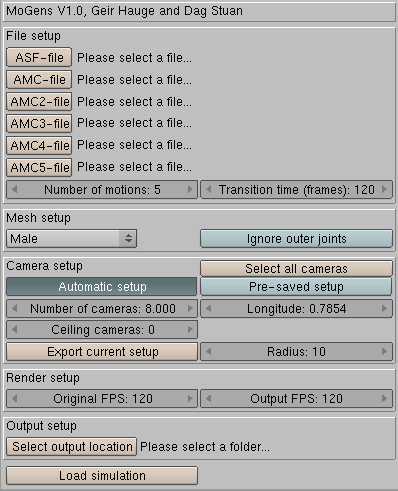 MoGens V1.0, Geir Hauge and Dag Stuan
File setup
ASF-file Please select a file...
AMC-file Please select a file...
AMC2-file Please select a file...
AMC3-file Please select a file...
AMC4-file Please select a file...
AMC5-file Please select a file...
Number of motions: 5 Transition time (frames): 120
Mesh setup
Male Ignore outer joints
Camera setup Select all cameras
Automatic setup Pre-saved setup
Number of cameras: 8.000 Longitude: 0.7854
Ceiling cameras: 0
Export current setup Radius: 10
Render setup
Original FPS: 120 Output FPS: 120
Output setup
Select output location Please select a folder...
Load simulation